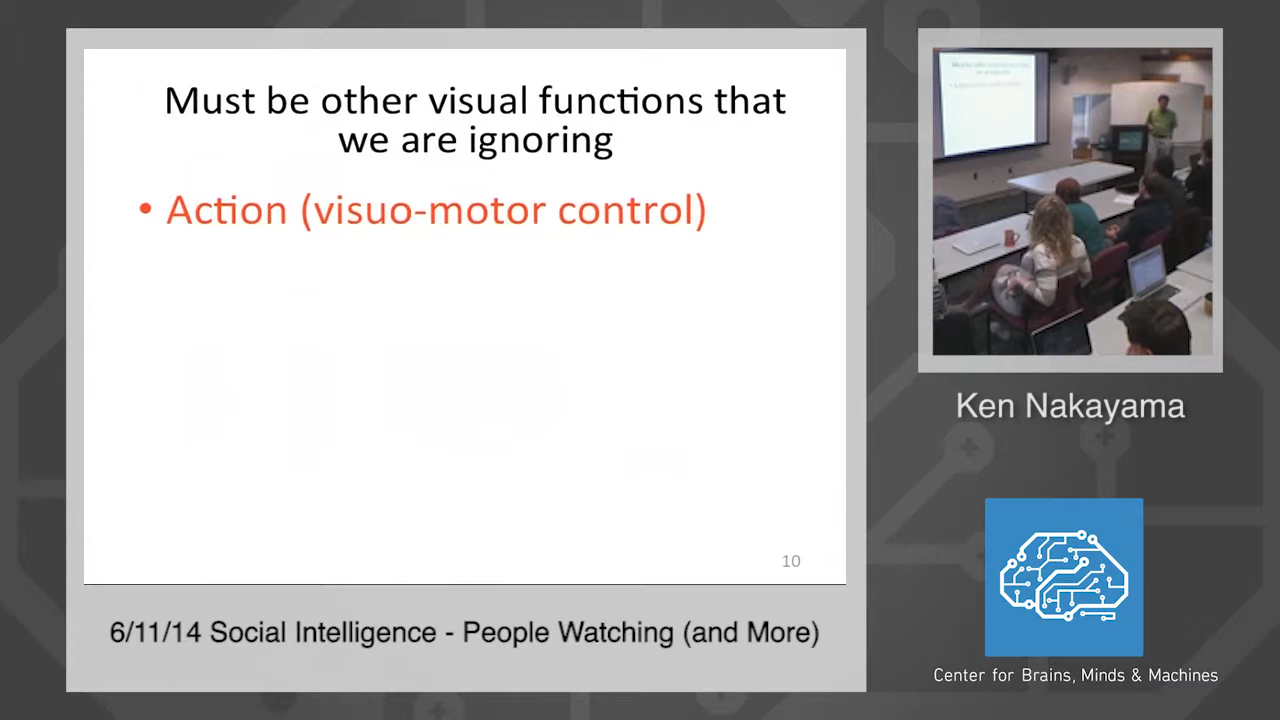 Must be other visual functions that
we are ignoring
• Action (visuo-motor control)
10
6/11/14 Social Intelligence - People Watching (and More)
Ken Nakayama
Center for Brains, Minds & Machines